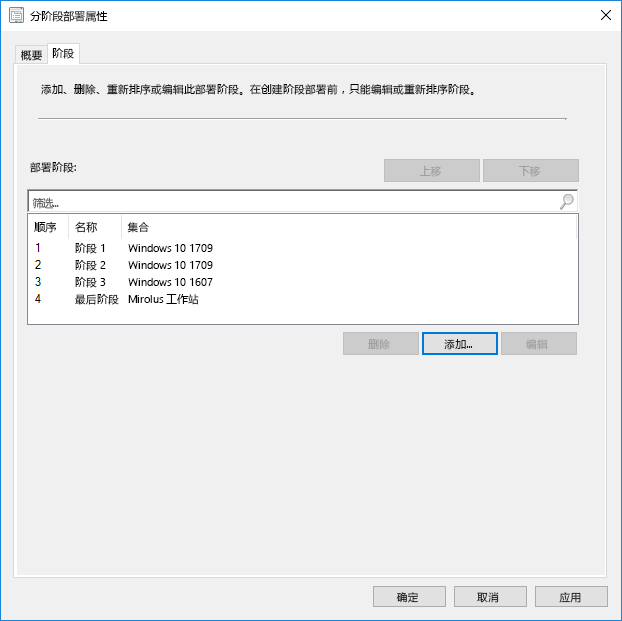 分阶段部署属性
概要 阶段
添加、删除、重新排序或编辑此部署阶段。在创建阶段部署前，只能编辑或重新排序阶段。
部署阶段:
上移 下移
筛选...
顺序 名称 集合
1 阶段 1 Windows 10 1709
2 阶段 2 Windows 10 1709
3 阶段 3 Windows 10 1607
4 最后阶段 Mirolus 工作站
删除 添加... 编辑
确定 取消 应用